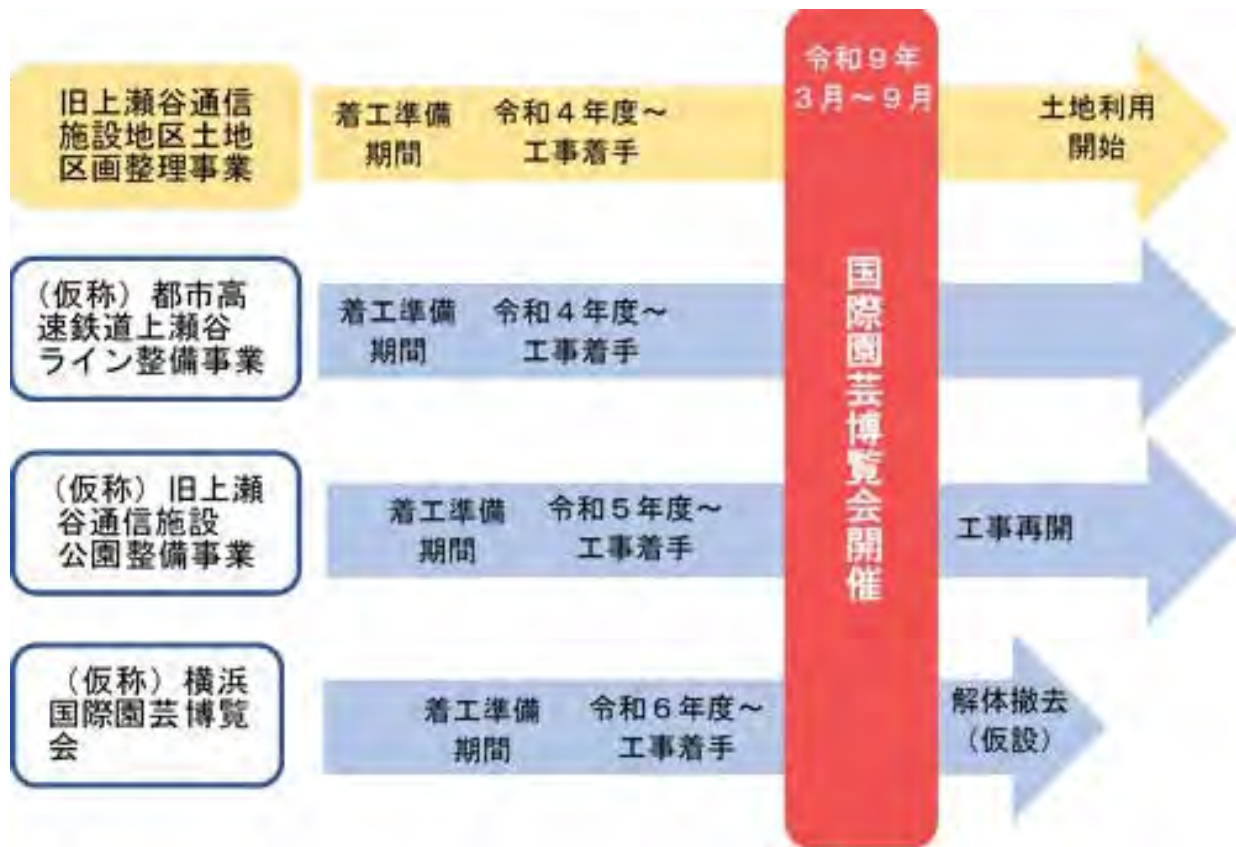 令和９年
３月～９月
国際園芸博覧会開催
旧上瀬谷通信
施設地区土地
区画整理事業
着工準備
期間
令和４年度～
工事着手
土地利用
開始
（仮称）都市高
速鉄道上瀬谷
ライン整備事業
着工準備
期間
令和４年度～
工事着手
（仮称）旧上瀬
谷通信施設
公園整備事業
着工準備
期間
令和５年度～
工事着手
工事再開
（仮称）横浜
国際園芸博覧
会
着工準備
期間
令和６年度～
工事着手
解体撤去
（仮設）